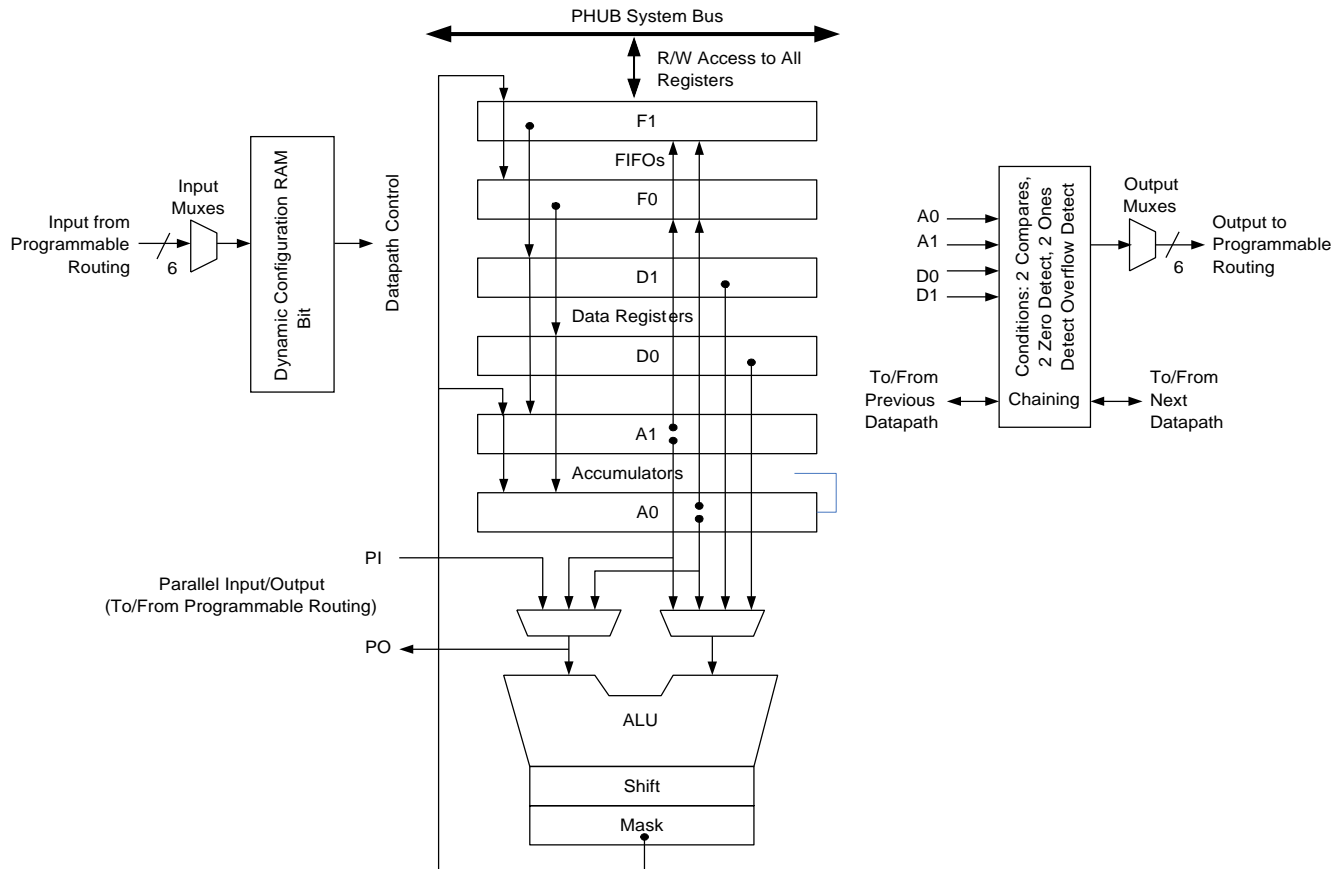 PHUB System Bus
R/W Access to All
Registers
F1
FIFOs
F0
D1
Data Registers
D0
A1
Accumulators
A0
Input from
Programmable
Routing
6
Input
Muxes
Dynamic Configuration RAM
Bit
Datapath Control
PI
Parallel Input/Output
(To/From Programmable Routing)
PO
ALU
Shift
Mask
A0
A1
D0
D1
Conditions: 2 Compares,
2 Zero Detect, 2 Ones
Detect Overflow Detect
Chaining
To/From
Previous
Datapath
To/From
Next
Datapath
Output
Muxes
6
Output to
Programmable
Routing